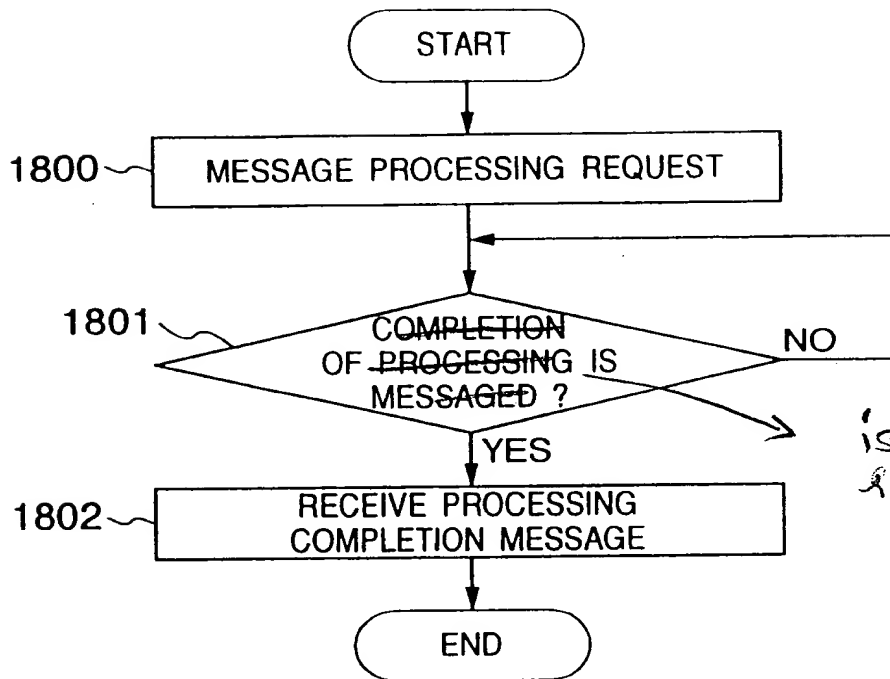 START
1800
MESSAGE PROCESSING REQUEST
1801
COMPLETION
OF PROCESSING IS
MESSAGED ?
NO
is
YES
1802
RECEIVE PROCESSING
COMPLETION MESSAGE
END